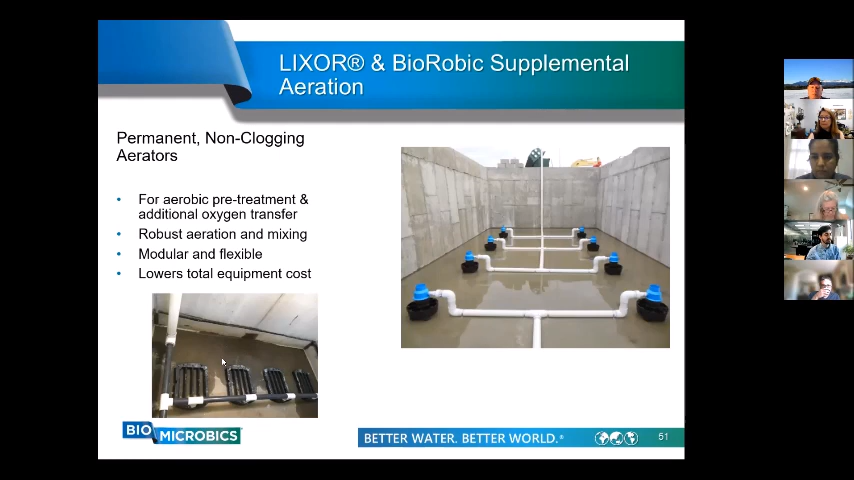 LIXOR® & BioRobic Supplemental
Aeration
Permanent, Non-Clogging
Aerators
• For aerobic pre-treatment &
additional oxygen transfer
• Robust aeration and mixing
• Modular and flexible
• Lowers total equipment cost
BIO
MICROBICS®
BETTER WATER. BETTER WORLD.®
51